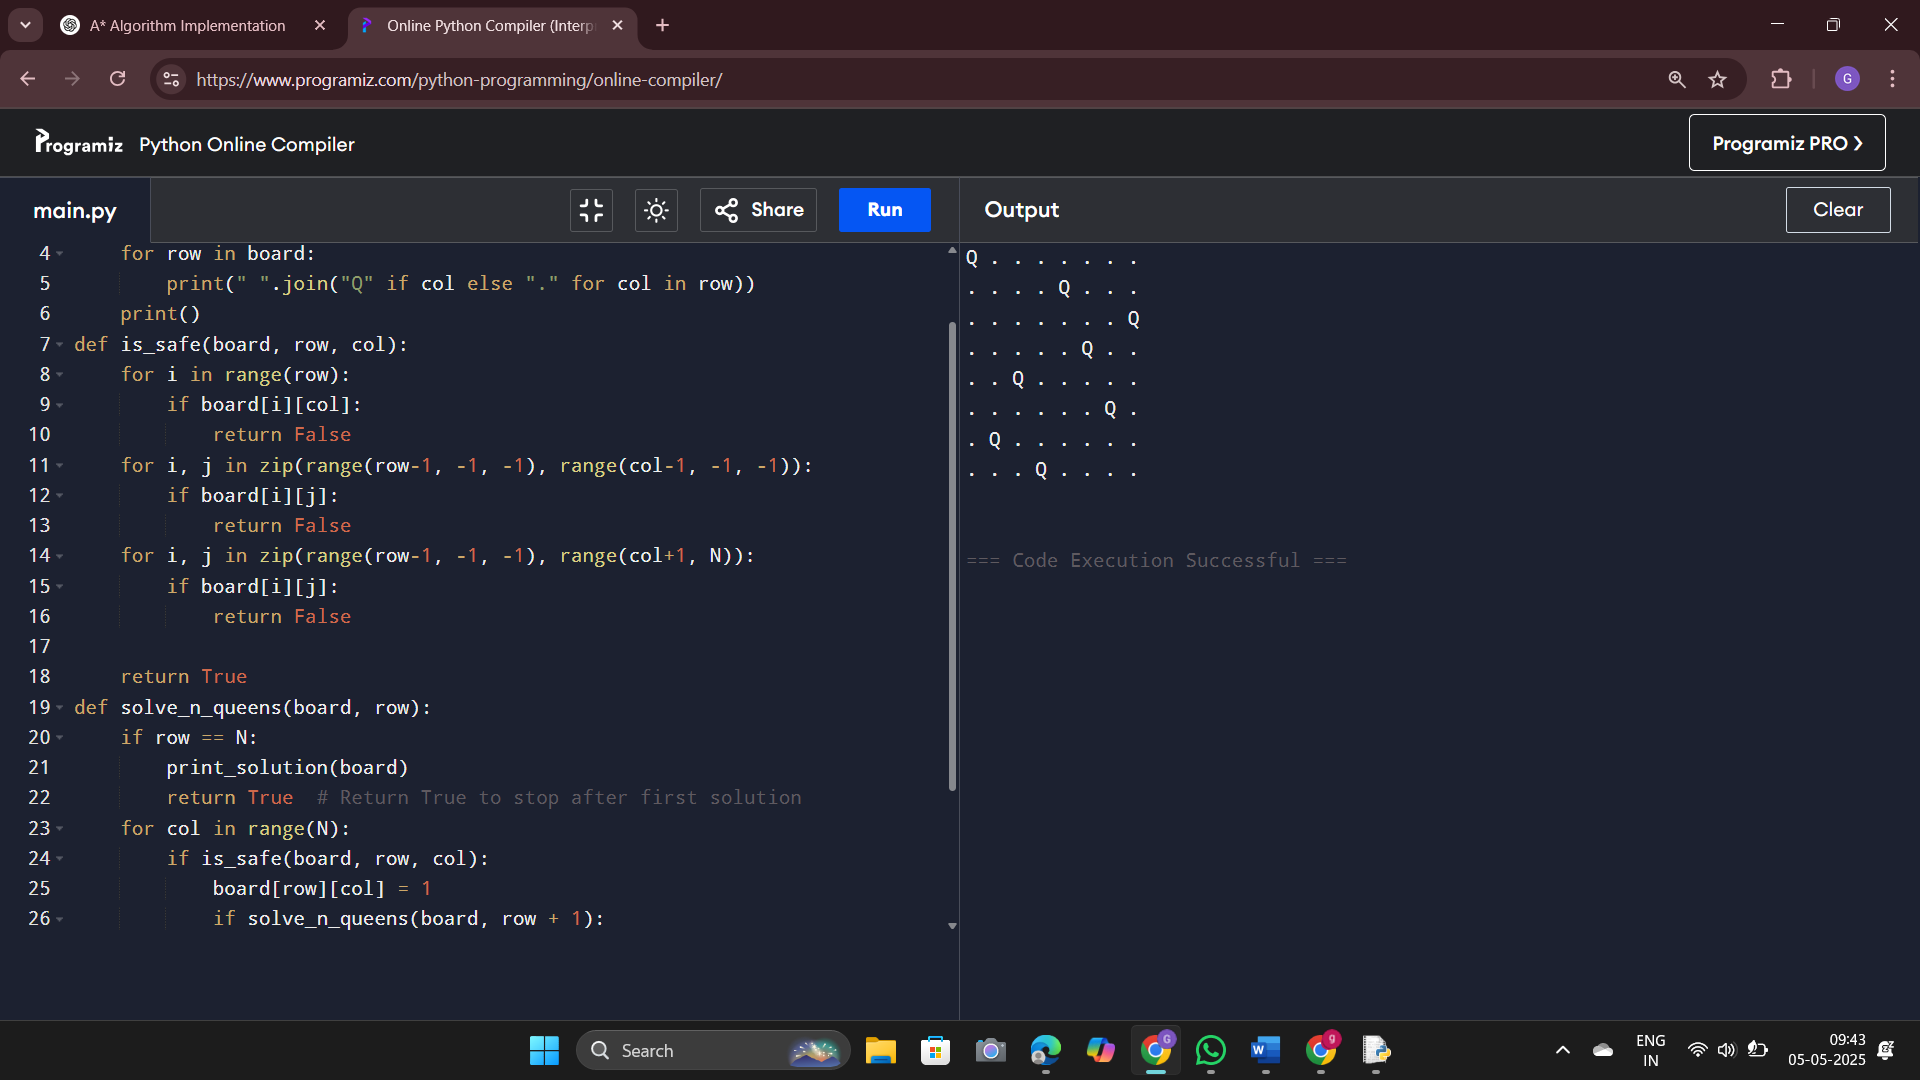 A* Algorithm Implementation
Online Python Compiler (Interp
https://www.programiz.com/python-programming/online-compiler/
G
Programiz Python Online Compiler
Programiz PRO
main.py
Share
Run
Output
Clear
4 for row in board:
5 print(" ".join("Q" if col else "." for col in row))
6 print()
7 def is_safe(board, row, col):
8 for i in range(row):
9 if board[i][col]:
10 return False
11 for i, j in zip(range(row-1, -1, -1), range(col-1, -1, -1)):
12 if board[i][j]:
13 return False
14 for i, j in zip(range(row-1, -1, -1), range(col+1, N)):
15 if board[i][j]:
16 return False
17
18 return True
19 def solve_n_queens(board, row):
20 if row == N:
21 print_solution(board)
22 return True  # Return True to stop after first solution
23 for col in range(N):
24 if is_safe(board, row, col):
25 board[row][col] = 1
26 if solve_n_queens(board, row + 1):
Q . . . . . . .
. . . . Q . . .
. . . . . . . Q
. . . . . Q . .
. . Q . . . . .
. . . . . . Q .
. Q . . . . . .
. . . Q . . . .
=== Code Execution Successful ===
Search
G
W
g
ENG
IN
09:43
05-05-2025